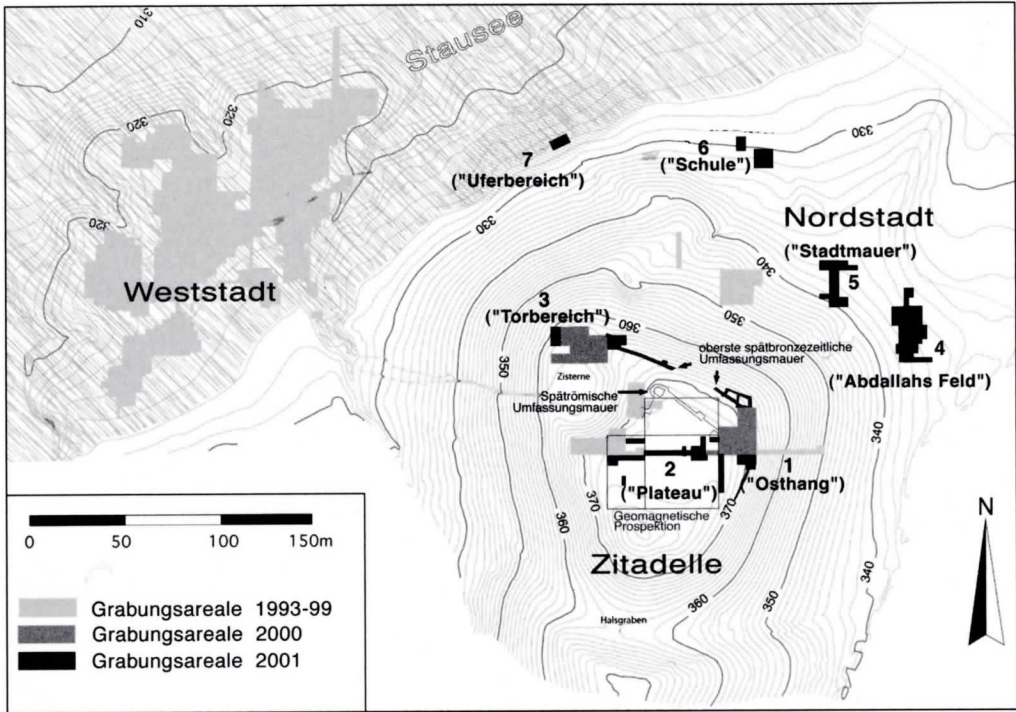 310
Stausee
320
320
320
320
330
330
7
("Uferbereich")
6
("Schule")
Nordstadt
("Stadtmauer")
5
340
350
Weststadt
3
("Torbereich")
360
oberste spätbronzezeitliche
Umfassungsmauer
4
("Abdallahs Feld")
350
Zisterne
Spätrömische
Umfassungsmauer
340
2
("Plateau")
1
("Osthang")
370
370
Geomagnetische
Prospektion
360
Zitadelle
N
340
350
360
Halsgraben
0 50 100 150m
Grabungsareale 1993-99
Grabungsareale 2000
Grabungsareale 2001